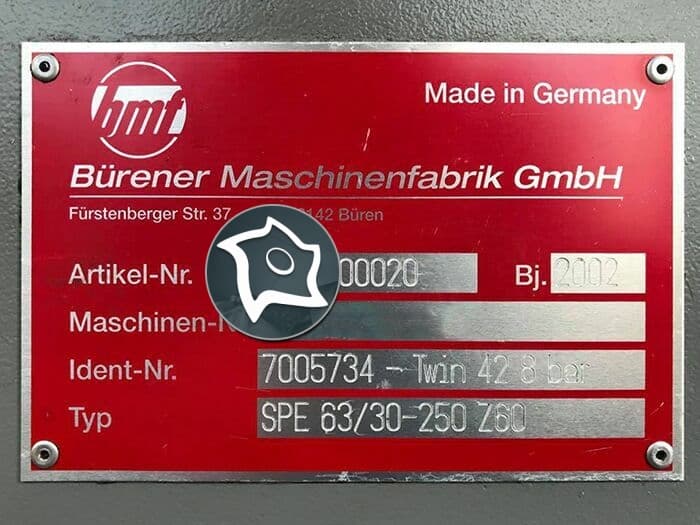 bmf
Made in Germany
Bürener Maschinenfabrik GmbH
Fürstenberger Str. 37 142 Büren
Artikel-Nr. 00020 Bj. 2002
Maschinen-N
Ident-Nr. 7005734 - Twin 42 8 bar
Typ SPE 63/30-250 Z60